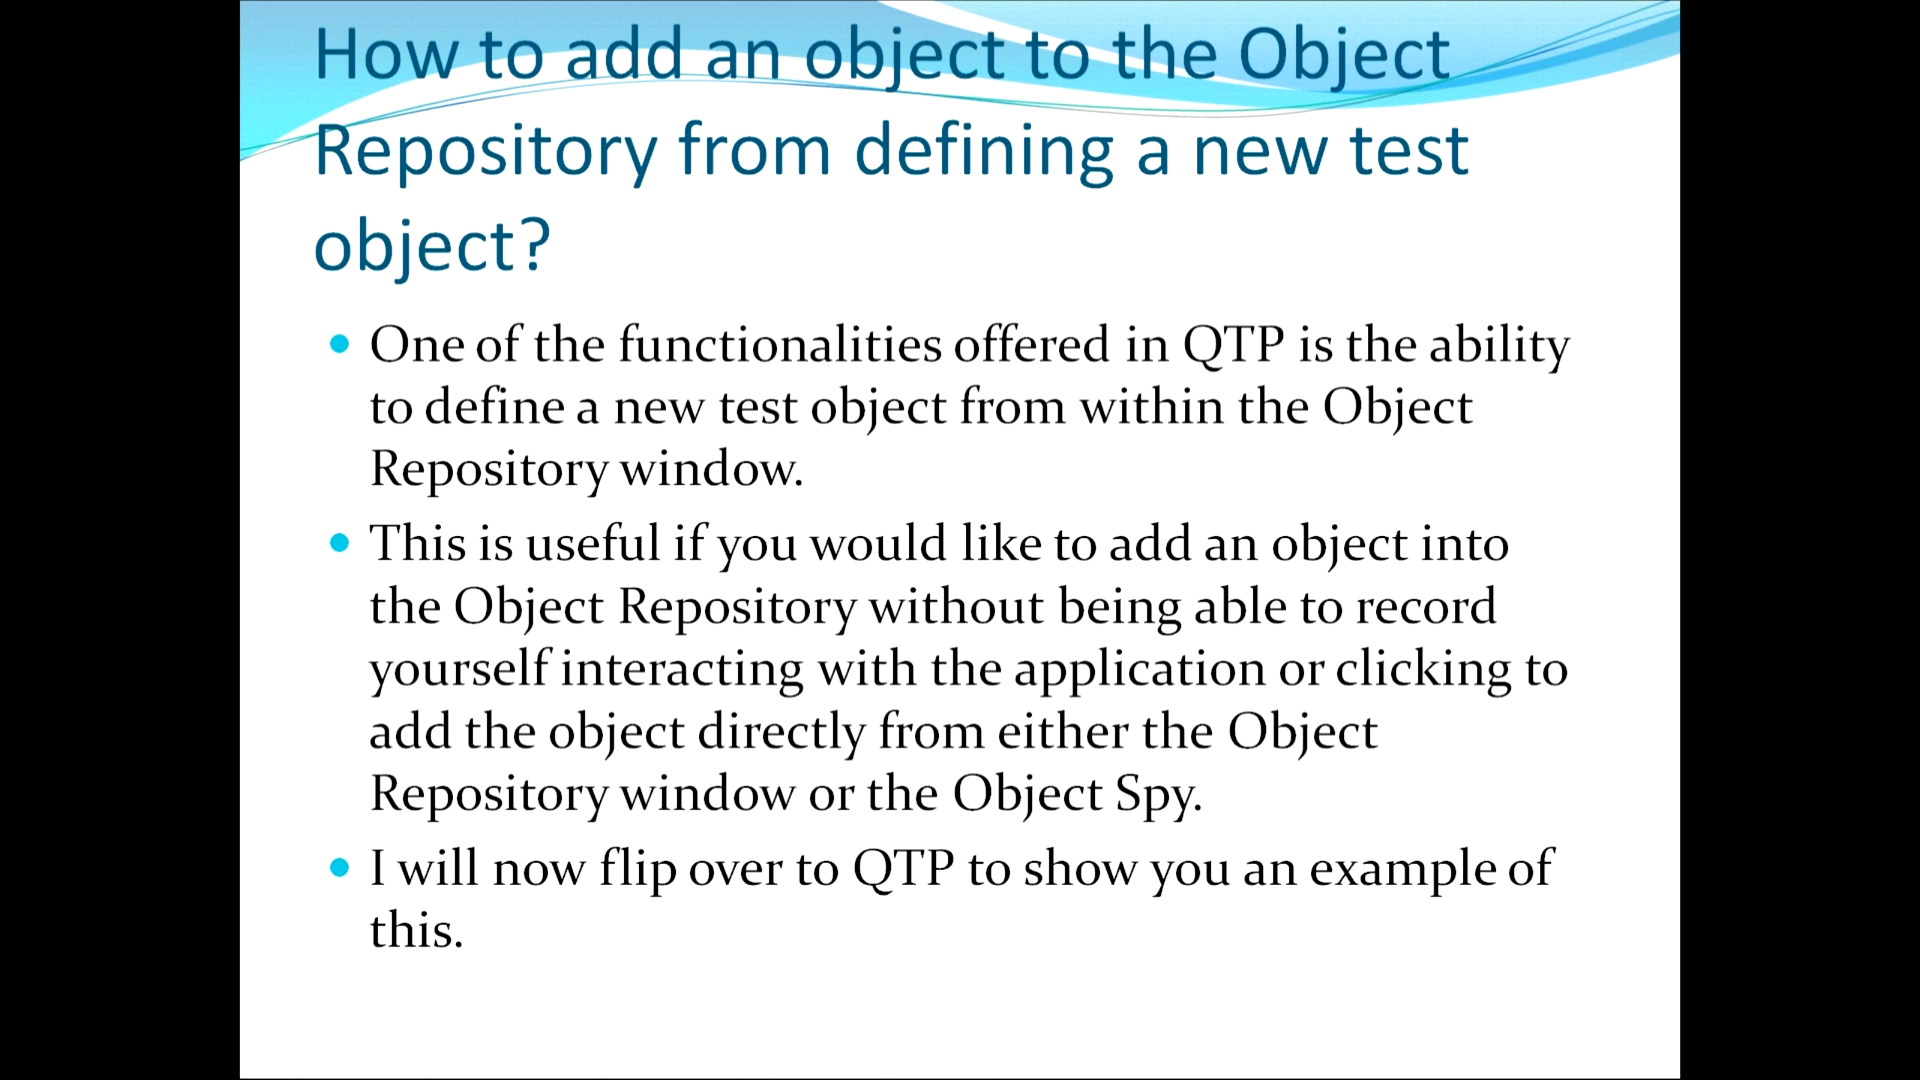 How to add an object to the Object
Repository from defining a new test
object?
One of the functionalities offered in QTP is the ability
to define a new test object from within the Object
Repository window.
This is useful if you would like to add an object into
the Object Repository without being able to record
yourself interacting with the application or clicking to
add the object directly from either the Object
Repository window or the Object Spy.
I will now flip over to QTP to show you an example of
this.